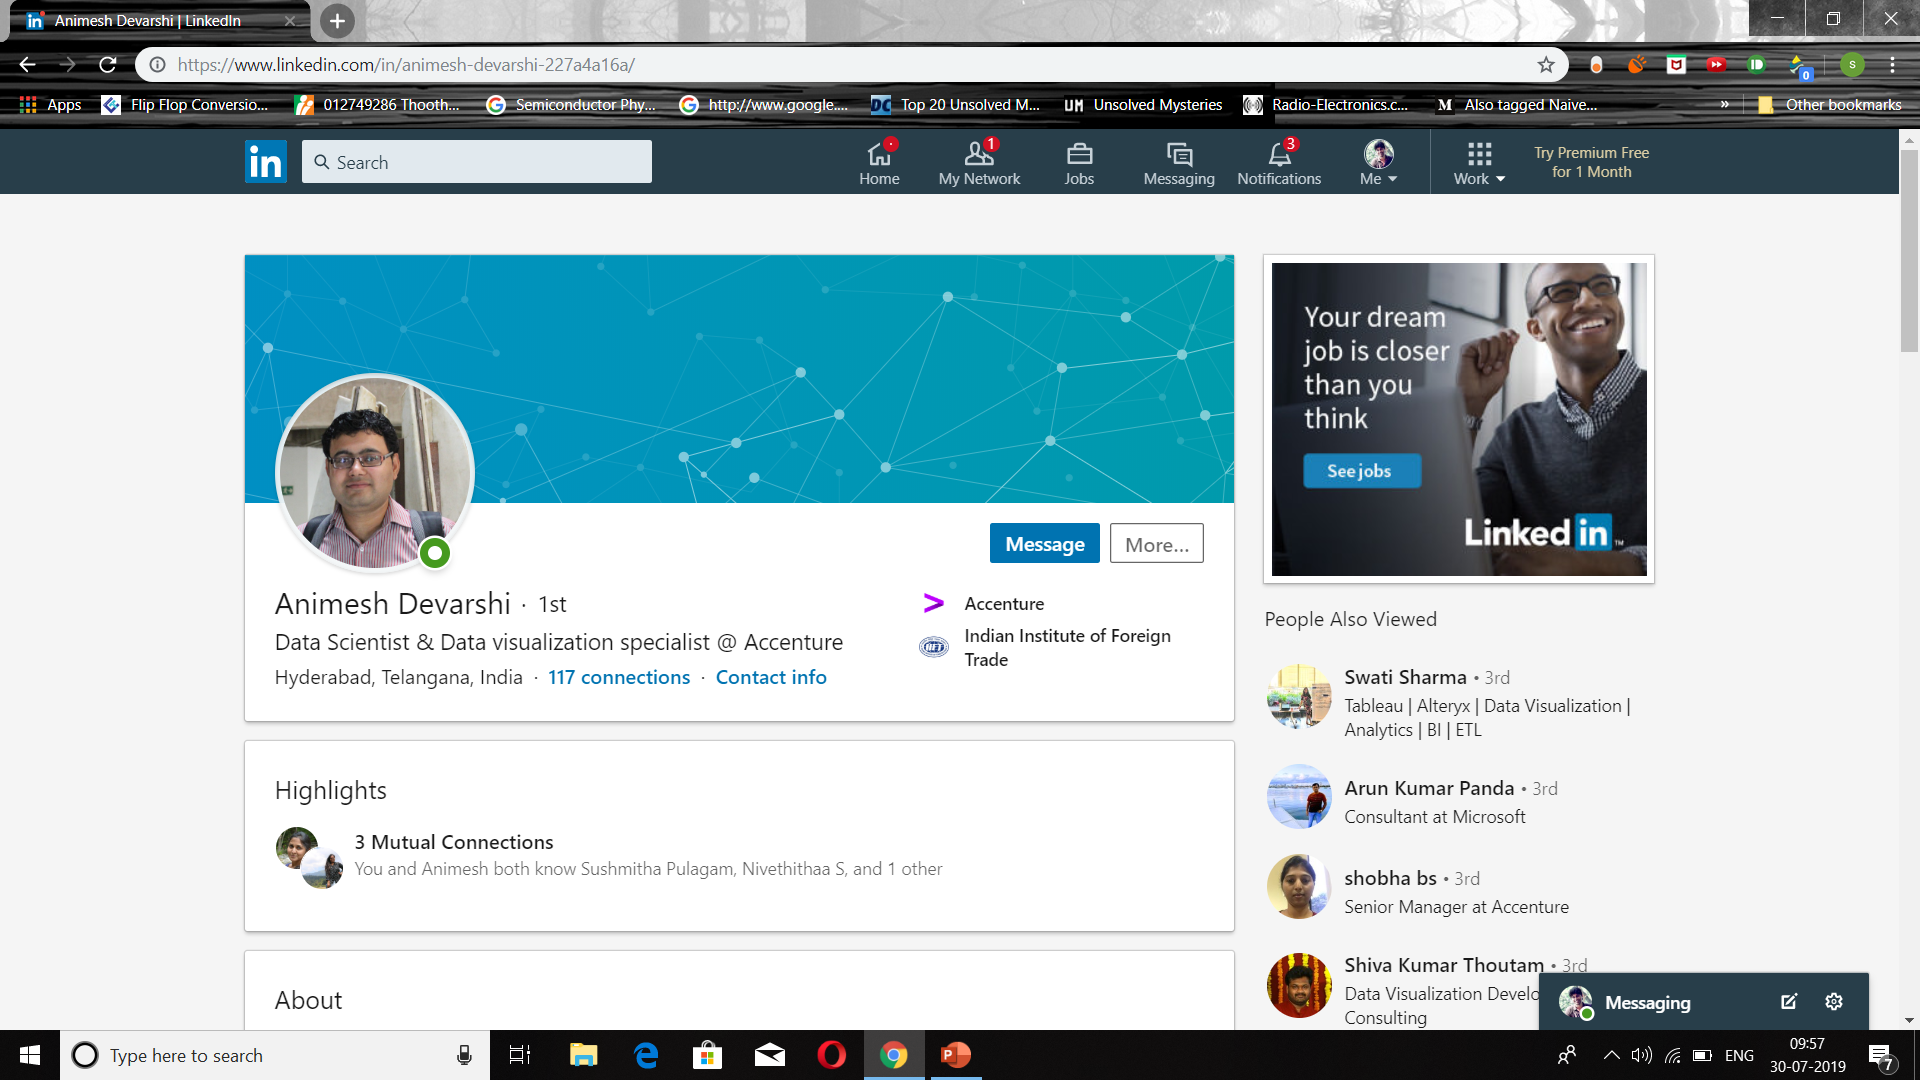 Animesh Devarshi | LinkedIn
https://www.linkedin.com/in/animesh-devarshi-227a4a16a/
S
0
Apps
Flip Flop Conversio...
012749286 Thooth...
Semiconductor Phy...
http://www.google....
Top 20 Unsolved M...
Unsolved Mysteries
Radio-Electronics.c...
Also tagged Naive...
»
Other bookmarks
in
Search
Home
1
My Network
Jobs
Messaging
3
Notifications
Me
Work
Try Premium Free
for 1 Month
Your dream
job is closer
than you
think
See jobs
Linked in ™
Message
More...
Animesh Devarshi · 1st
Data Scientist & Data visualization specialist @ Accenture
Hyderabad, Telangana, India · 117 connections · Contact info
Accenture
Indian Institute of Foreign
Trade
Highlights
3 Mutual Connections
You and Animesh both know Sushmitha Pulagam, Nivethithaa S, and 1 other
About
People Also Viewed
Swati Sharma • 3rd
Tableau | Alteryx | Data Visualization |
Analytics | BI | ETL
Arun Kumar Panda • 3rd
Consultant at Microsoft
shobha bs • 3rd
Senior Manager at Accenture
Shiva Kumar Thoutam • 3rd
Data Visualization Develo
Consulting
Messaging
Type here to search
ENG
09:57
30-07-2019
7